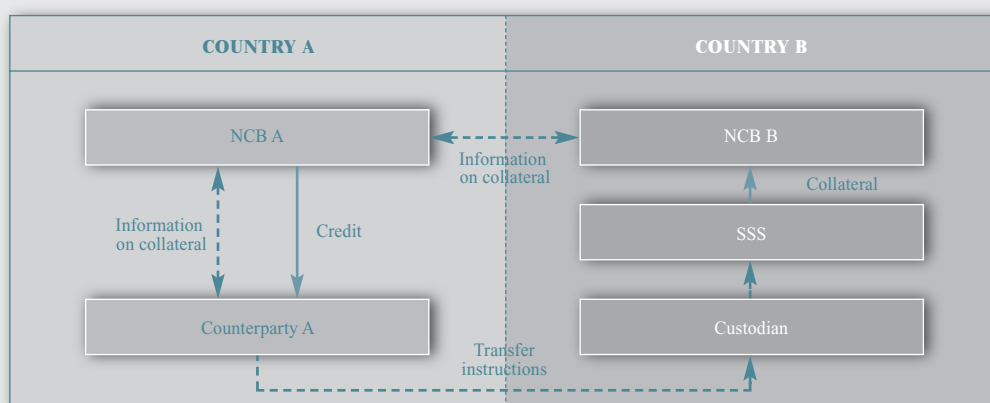 COUNTRY A
COUNTRY B
NCB A
NCB B
Information
on collateral
Collateral
Information
on collateral
Credit
SSS
Counterparty A
Custodian
Transfer
instructions